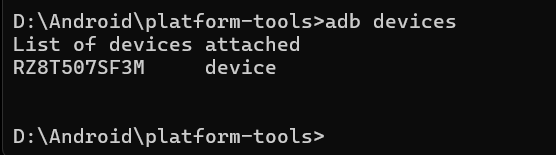 D:\Android\platform-tools>adb devices
List of devices attached
RZ8T507SF3M     device
D:\Android\platform-tools>